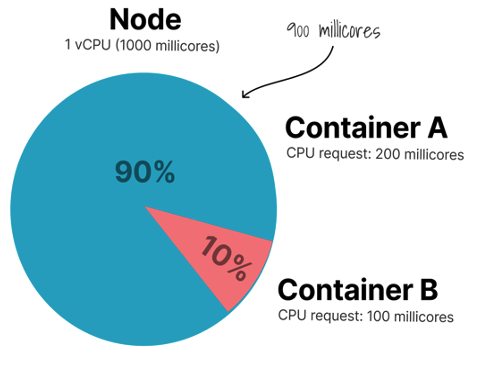 Node
1 vCPU (1000 millicores)
900 millicores
Container A
CPU request: 200 millicores
90%
10%
Container B
CPU request: 100 millicores